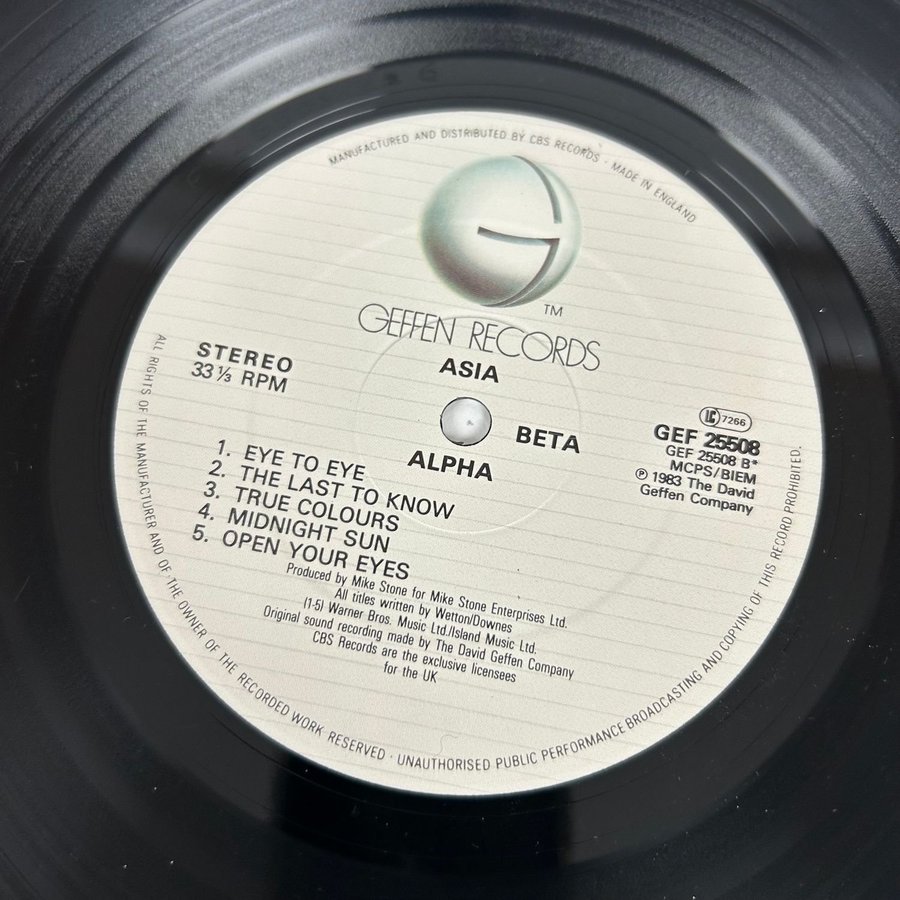 MANUFACTURED AND DISTRIBUTED BY CBS RECORDS · MADE IN ENGLAND
G
TM
GEFFEN RECORDS
ASIA
STEREO
33⅓ RPM
BETA
ALPHA
LC 7266
GEF 25508
GEF 25508 B*
MCPS/BIEM
℗ 1983 The David
Geffen Company
1. EYE TO EYE
2. THE LAST TO KNOW
3. TRUE COLOURS
4. MIDNIGHT SUN
5. OPEN YOUR EYES
Produced by Mike Stone for Mike Stone Enterprises Ltd.
All titles written by Wetton/Downes
(1-5) Warner Bros. Music Ltd./Island Music Ltd.
Original sound recording made by The David Geffen Company
CBS Records are the exclusive licensees
for the UK
ALL RIGHTS OF THE MANUFACTURER AND OF THE OWNER OF THE RECORDED WORK RESERVED · UNAUTHORISED PUBLIC PERFORMANCE BROADCASTING AND COPYING OF THIS RECORD PROHIBITED.